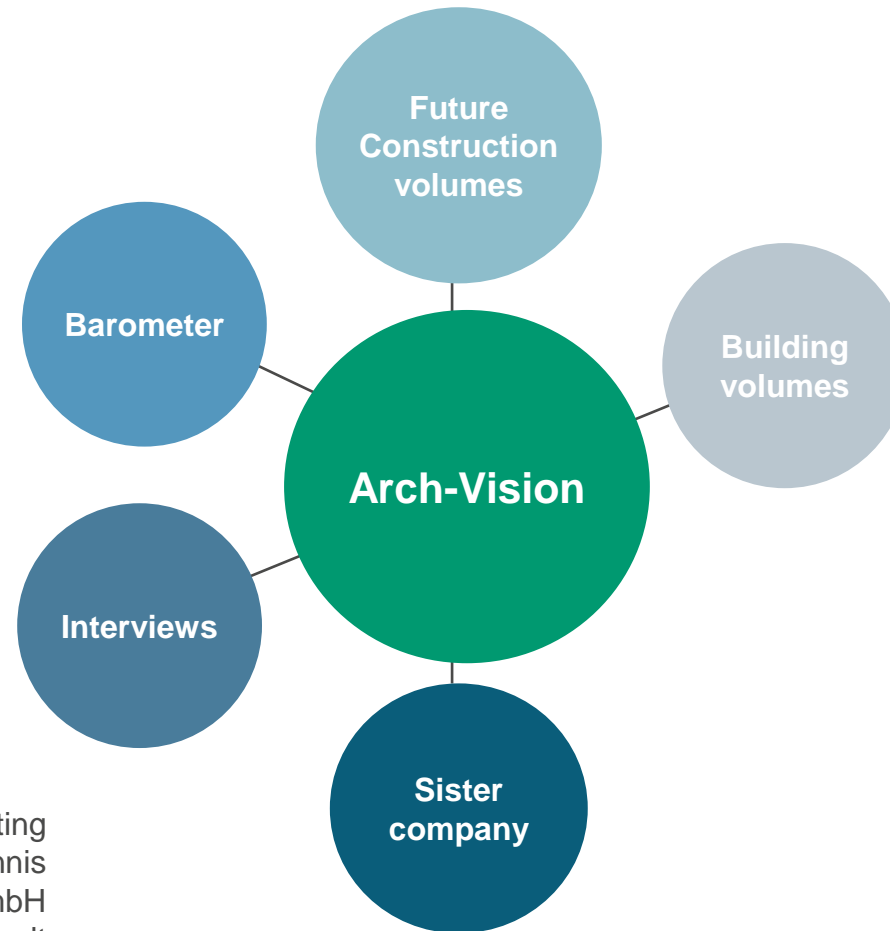 Future
Construction
volumes
Barometer
Building
volumes
Arch-Vision
Interviews
Sister
company